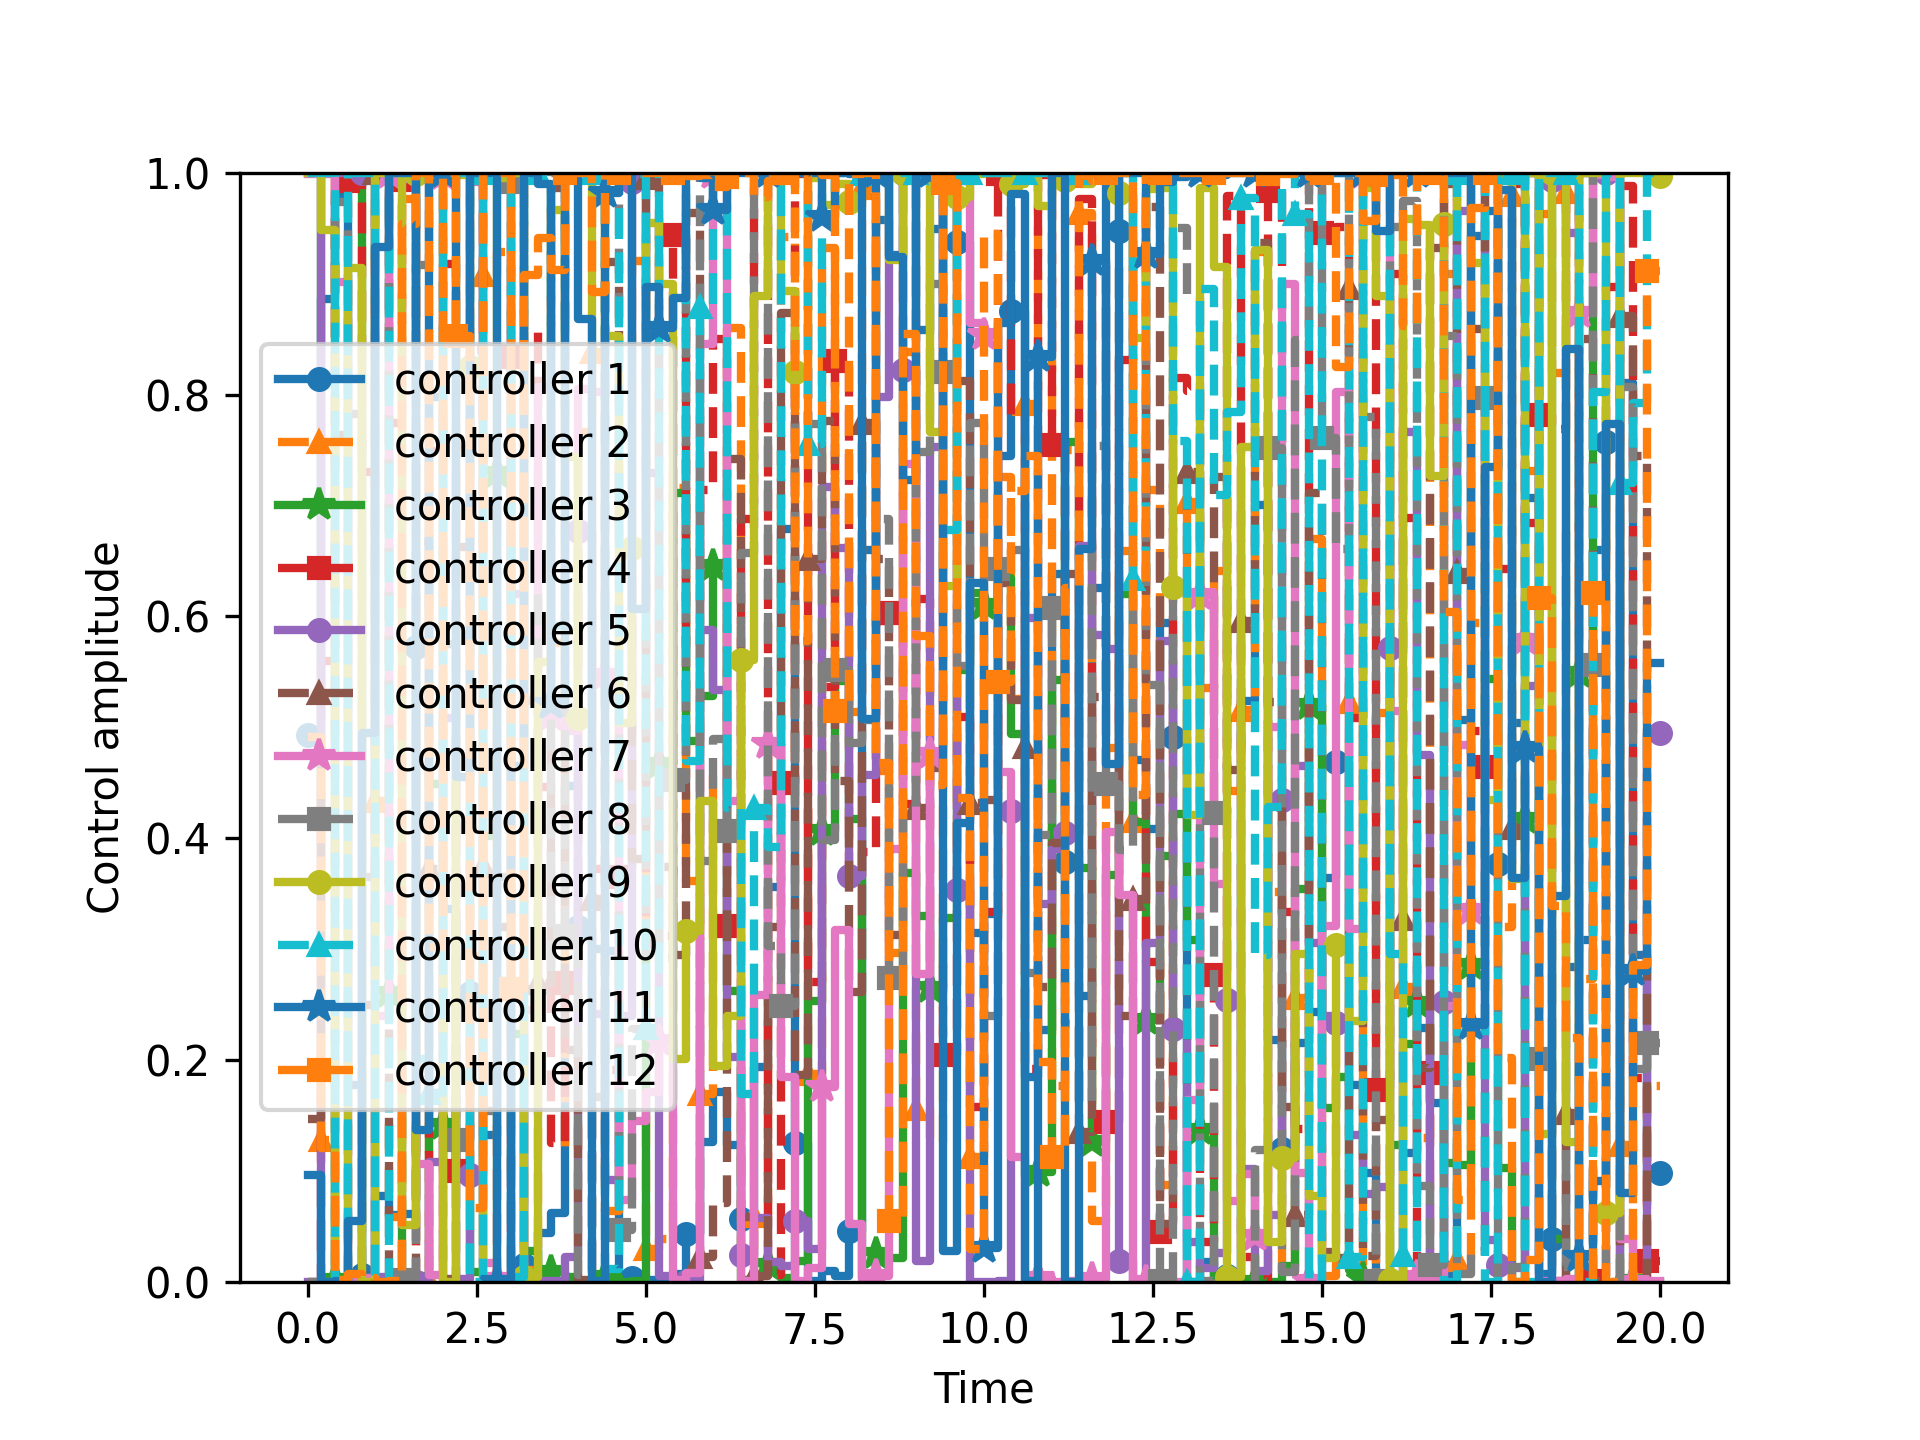 1.0
0.8
0.6
0.4
0.2
0.0
Control amplitude
controller 1
controller 2
controller 3
controller 4
controller 5
controller 6
controller 7
controller 8
controller 9
controller 10
controller 11
controller 12
0.0 2.5 5.0 7.5 10.0 12.5 15.0 17.5 20.0
Time